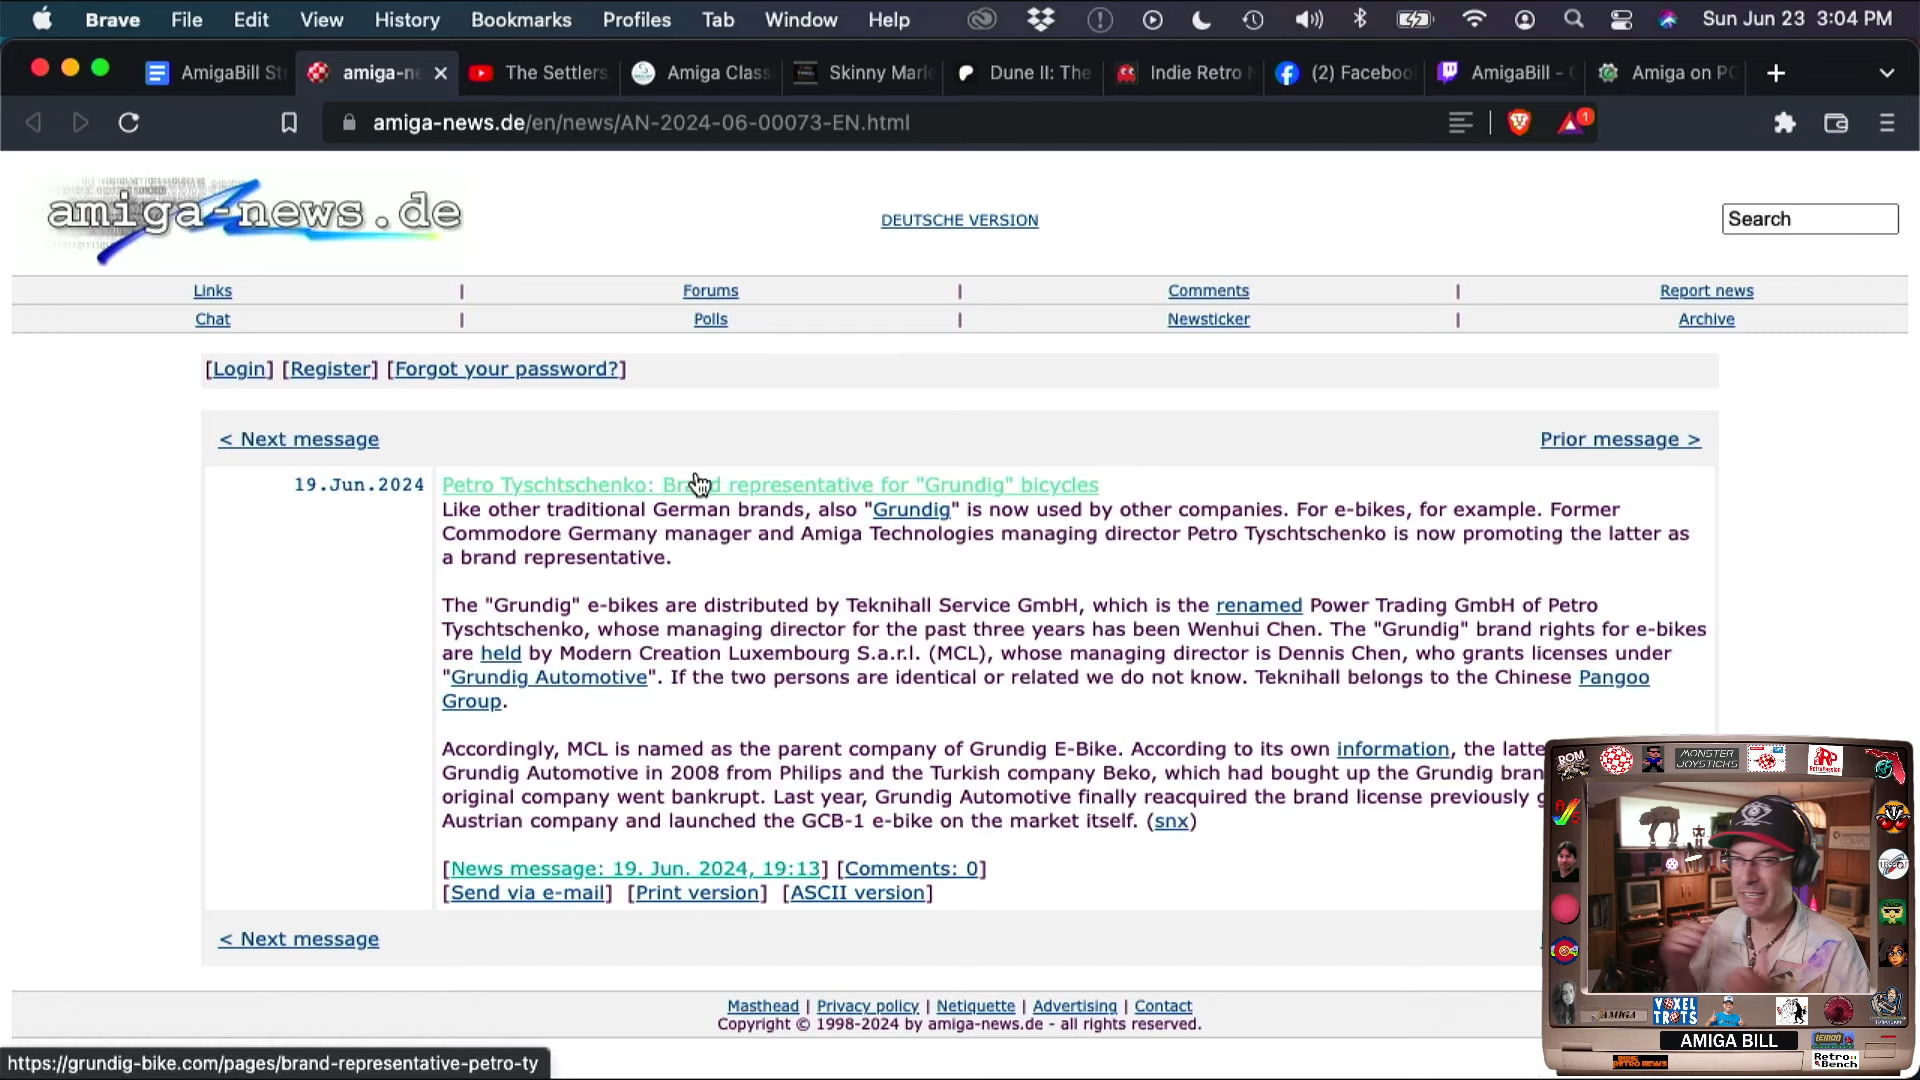 Brave File Edit View History Bookmarks Profiles Tab Window Help Sun Jun 23 3:04 PM
AmigaBill St amiga-n The Settlers Amiga Clas Skinny Marl Dune II: The Indie Retro (2) Faceboo AmigaBill - Amiga on PC
amiga-news.de/en/news/AN-2024-06-00073-EN.html 1
amiga-news.de
DEUTSCHE VERSION
Search
Links | Forums | Comments | Report news
Chat | Polls | Newsticker | Archive
[Login] [Register] [Forgot your password?]
< Next message Prior message >
19.Jun.2024 Petro Tyschtschenko: Brand representative for "Grundig" bicycles
Like other traditional German brands, also "Grundig" is now used by other companies. For e-bikes, for example. Former
Commodore Germany manager and Amiga Technologies managing director Petro Tyschtschenko is now promoting the latter as
a brand representative.
The "Grundig" e-bikes are distributed by Teknihall Service GmbH, which is the renamed Power Trading GmbH of Petro
Tyschtschenko, whose managing director for the past three years has been Wenhui Chen. The "Grundig" brand rights for e-bikes
are held by Modern Creation Luxembourg S.a.r.l. (MCL), whose managing director is Dennis Chen, who grants licenses under
"Grundig Automotive". If the two persons are identical or related we do not know. Teknihall belongs to the Chinese Pangoo
Group.
Accordingly, MCL is named as the parent company of Grundig E-Bike. According to its own information, the latte
Grundig Automotive in 2008 from Philips and the Turkish company Beko, which had bought up the Grundig bran
original company went bankrupt. Last year, Grundig Automotive finally reacquired the brand license previously g
Austrian company and launched the GCB-1 e-bike on the market itself. (snx)
[News message: 19. Jun. 2024, 19:13] [Comments: 0]
[Send via e-mail] [Print version] [ASCII version]
< Next message
Masthead | Privacy policy | Netiquette | Advertising | Contact
Copyright © 1998-2024 by amiga-news.de - all rights reserved.
https://grundig-bike.com/pages/brand-representative-petro-ty
ROM
MONSTER
JOYSTICKS
AMIGA
VOXEL
TROTS
AMIGA BILL
LEMON
INDIE RETRO NEWS
Retro
Bench